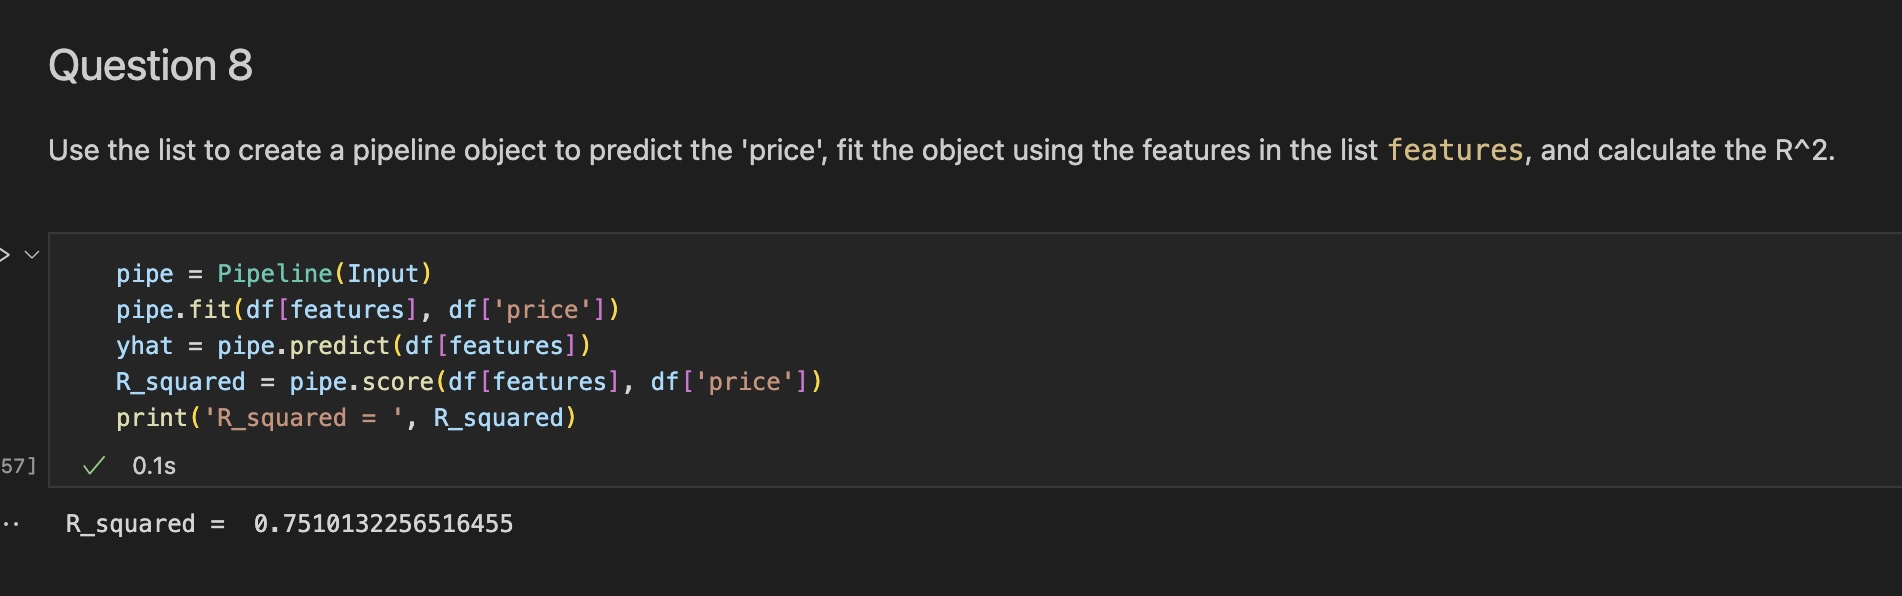 Question 8
Use the list to create a pipeline object to predict the 'price', fit the object using the features in the list features, and calculate the R^2.
pipe = Pipeline(Input)
pipe.fit(df[features], df['price'])
yhat = pipe.predict(df[features])
R_squared = pipe.score(df[features], df['price'])
print('R_squared = ', R_squared)
57]
0.1s
R_squared =  0.7510132256516455